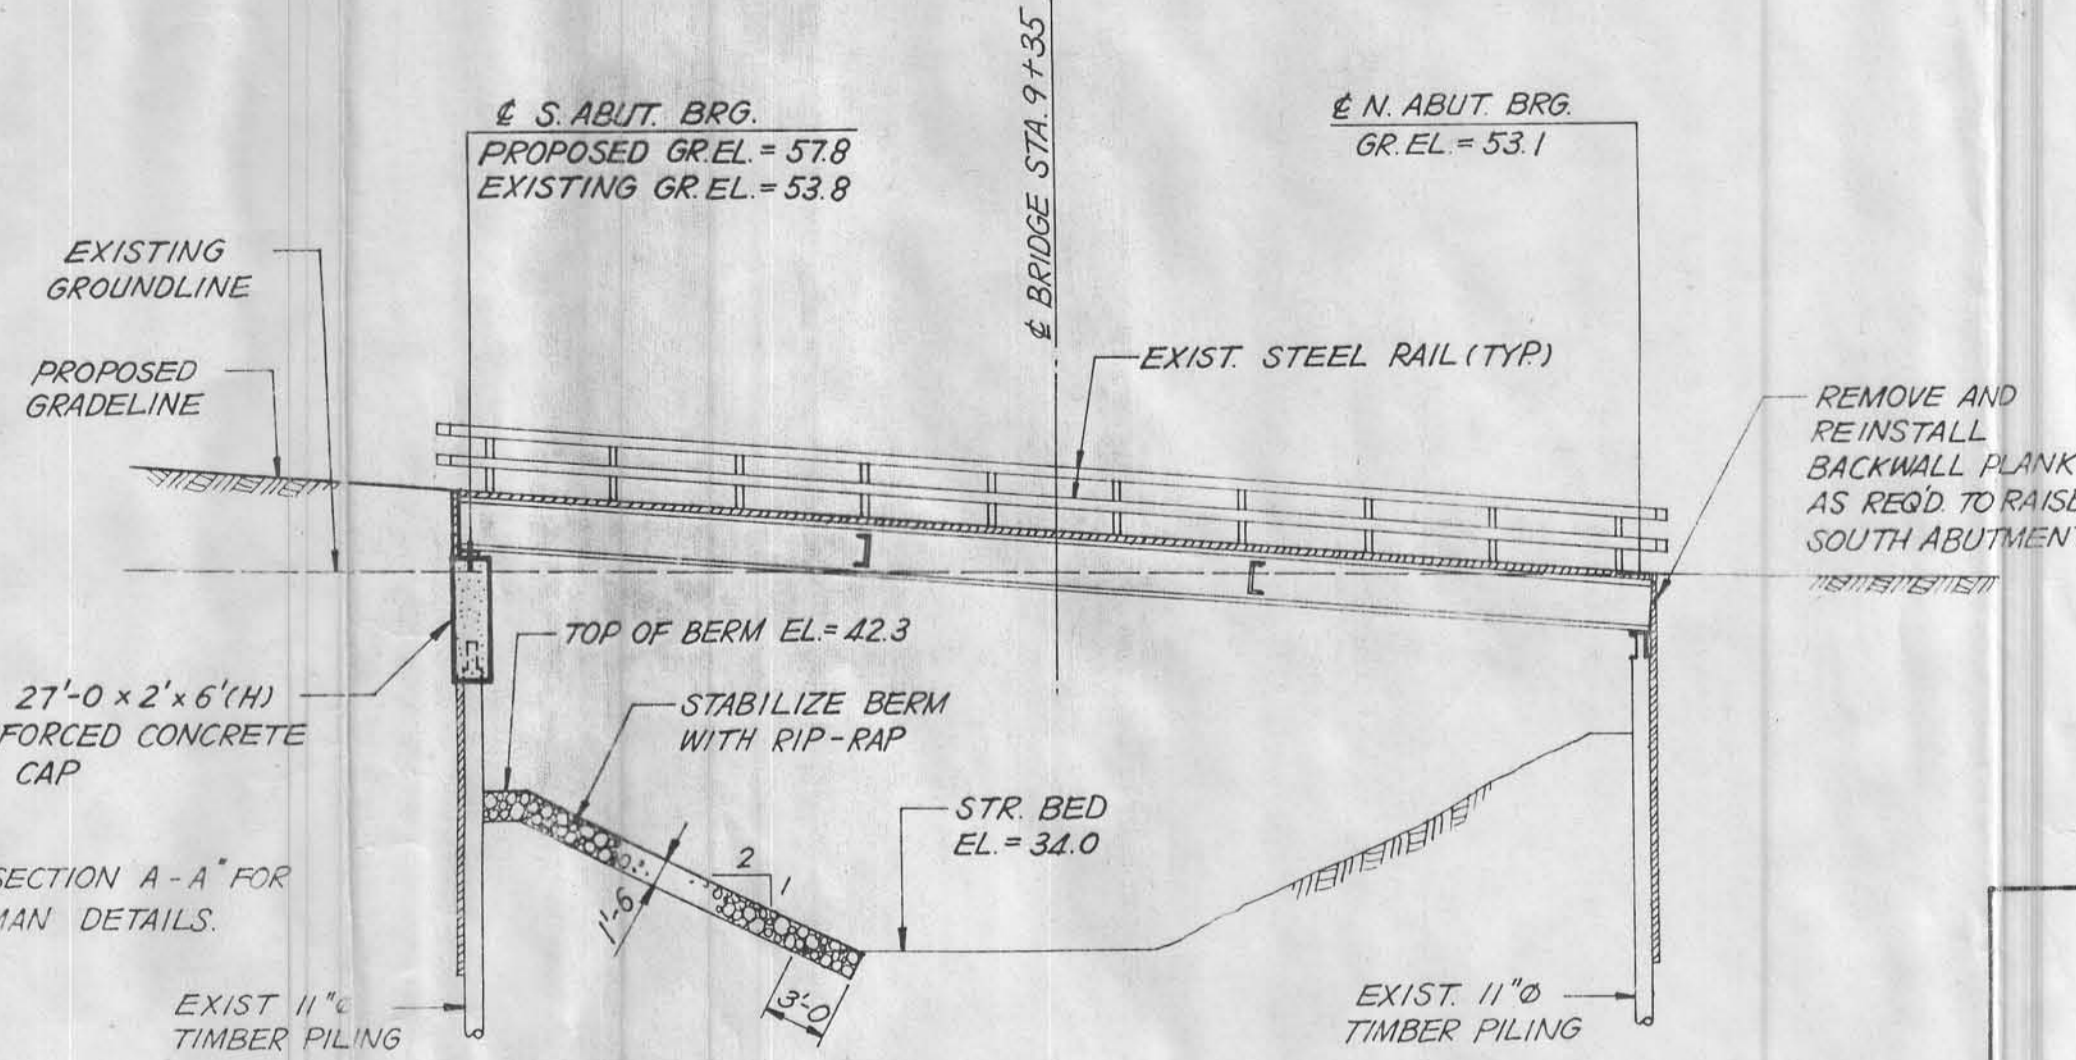 ℄ S. ABUT. BRG.
PROPOSED GR.EL. = 57.8
EXISTING GR.EL. = 53.8
℄ BRIDGE STA. 9+35
℄ N. ABUT. BRG.
GR.EL. = 53.1
EXISTING
GROUNDLINE
PROPOSED
GRADELINE
EXIST. STEEL RAIL (TYP.)
REMOVE AND
REINSTALL
BACKWALL PLANK
AS REQ'D. TO RAISE
SOUTH ABUTMENT
TOP OF BERM EL.= 42.3
27'-0 x 2' x 6'(H)
FORCED CONCRETE
CAP
STABILIZE BERM
WITH RIP-RAP
STR. BED
EL. = 34.0
2
1
1'-6
3'-0
SECTION A-A" FOR
MAN DETAILS.
EXIST 11"
TIMBER PILING
EXIST. 11"Ø
TIMBER PILING